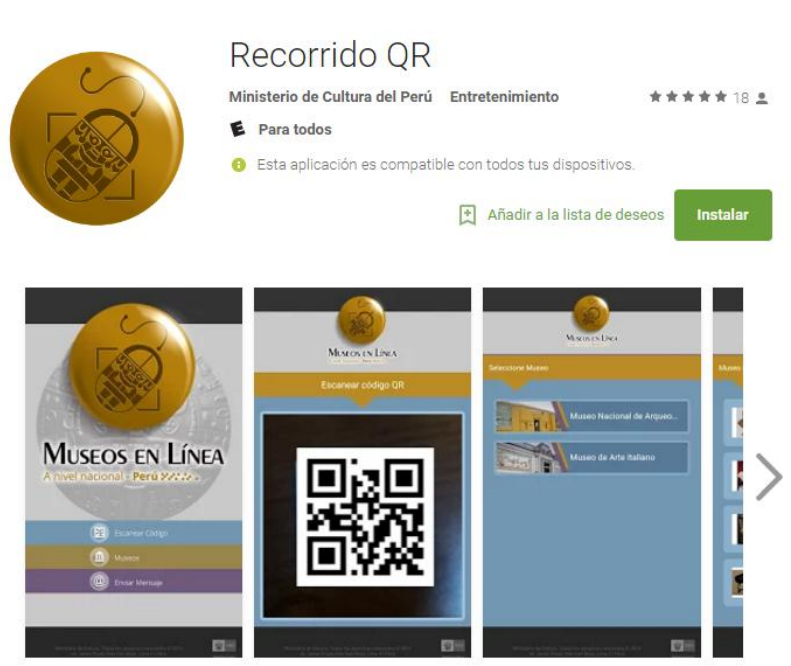 Recorrido QR
Ministerio de Cultura del Perú Entretenimiento 18
E Para todos
Esta aplicación es compatible con todos tus dispositivos.
Añadir a la lista de deseos Instalar
MUSEOS EN LÍNEA
A nivel nacional - Perú
Escanear Código
Museos
Enviar Mensaje
MUSEOS EN LÍNEA
Escanear código QR
MUSEOS EN LÍNEA
Seleccione Museo
Museo Nacional de Arqueo...
Museo de Arte Italiano
Museo